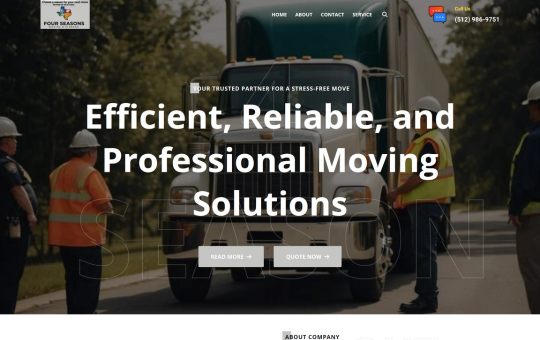 FOUR SEASONS
HOME ABOUT CONTACT SERVICE
Call Us
(512) 986-9751
YOUR TRUSTED PARTNER FOR A STRESS-FREE MOVE
Efficient, Reliable, and
Professional Moving
Solutions
SEASON
READ MORE → QUOTE NOW →
ABOUT COMPANY